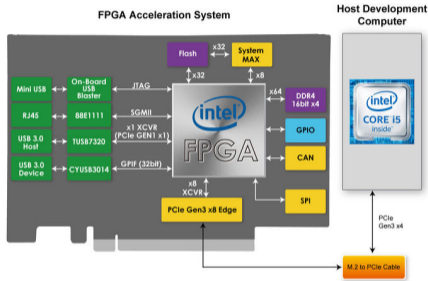 FPGA Acceleration System
Host Development
Computer
Flash
x32
System
MAX
x32
x8
Mini USB
On-Board
USB
Blaster
JTAG
x64
DDR4
16bit x4
RJ45
88E1111
SGMII
intel
FPGA
GPIO
USB 3.0
Host
TUSB7320
x1 XCVR
(PCIe GEN1 x1)
CAN
USB 3.0
Device
CYUSB3014
GPIF (32bit)
x8
XCVR
SPI
PCIe Gen3 x8 Edge
intel
CORE i5
inside
PCIe
Gen3 x4
M.2 to PCIe Cable